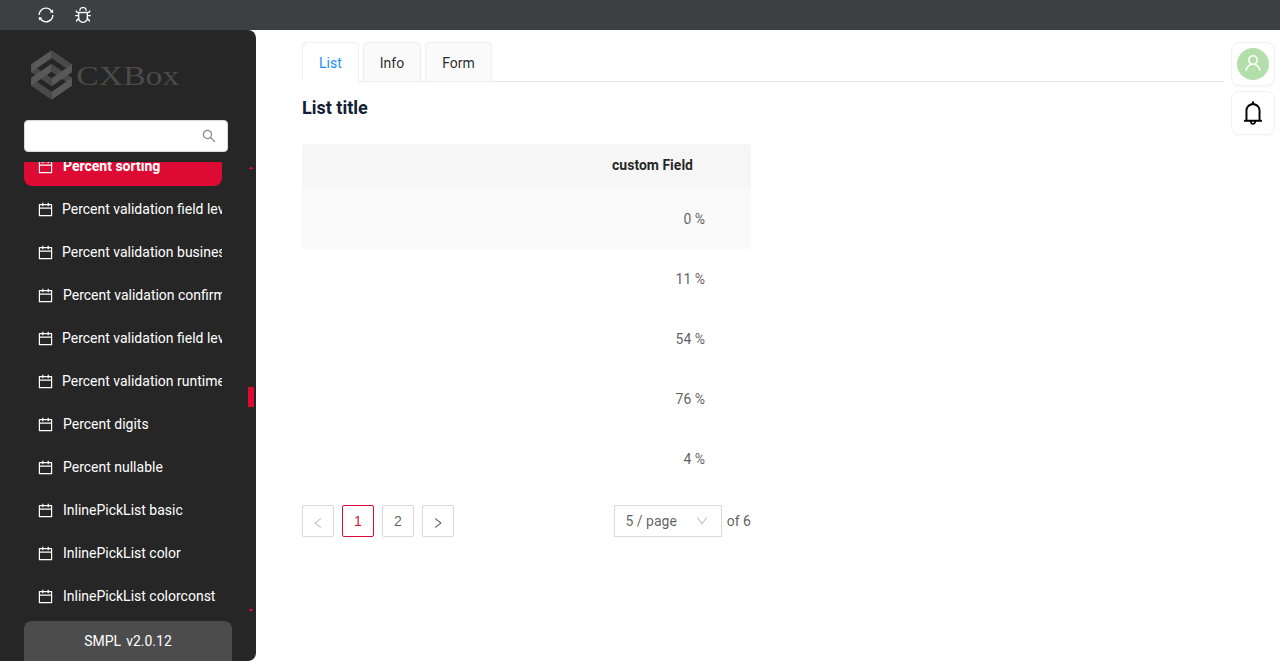 CXBox
Percent sorting
Percent validation field lev
Percent validation busines
Percent validation confirm
Percent validation field lev
Percent validation runtime
Percent digits
Percent nullable
InlinePickList basic
InlinePickList color
InlinePickList colorconst
SMPL v2.0.12
List Info Form
List title
custom Field
0 %
11 %
54 %
76 %
4 %
< 1 2 > 5 / page of 6